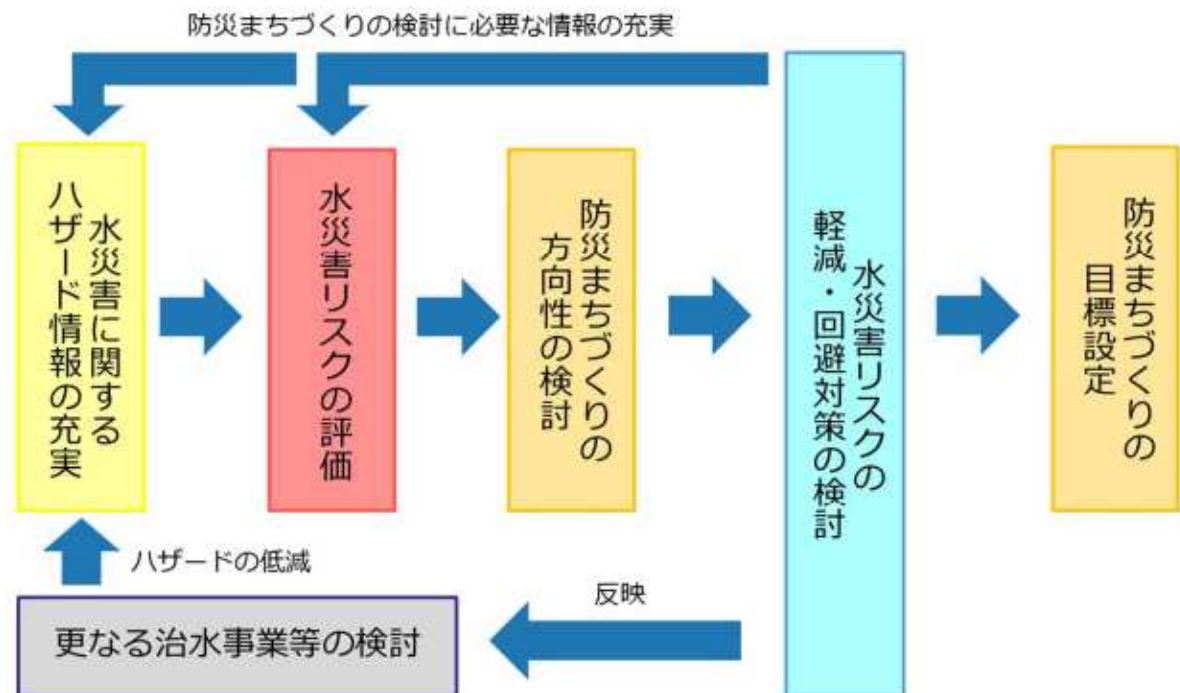 防災まちづくりの検討に必要な情報の充実
水災害に関する
ハザード情報の充実
水災害リスクの評価
防災まちづくりの
方向性の検討
水災害リスクの
軽減・回避対策の検討
防災まちづくりの
目標設定
ハザードの低減
反映
更なる治水事業等の検討